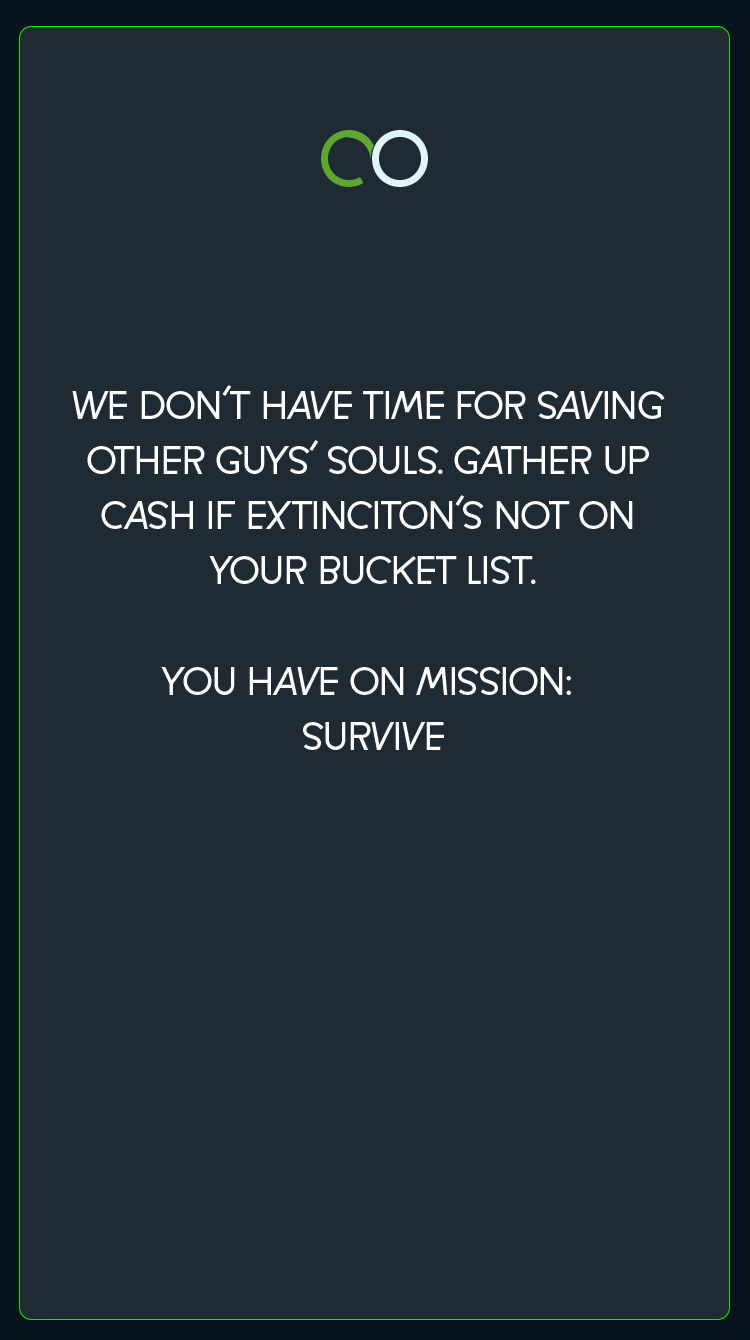 WE DON'T HAVE TIME FOR SAVING
OTHER GUYS' SOULS. GATHER UP
CASH IF EXTINCITON'S NOT ON
YOUR BUCKET LIST.
YOU HAVE ON MISSION:
SURVIVE